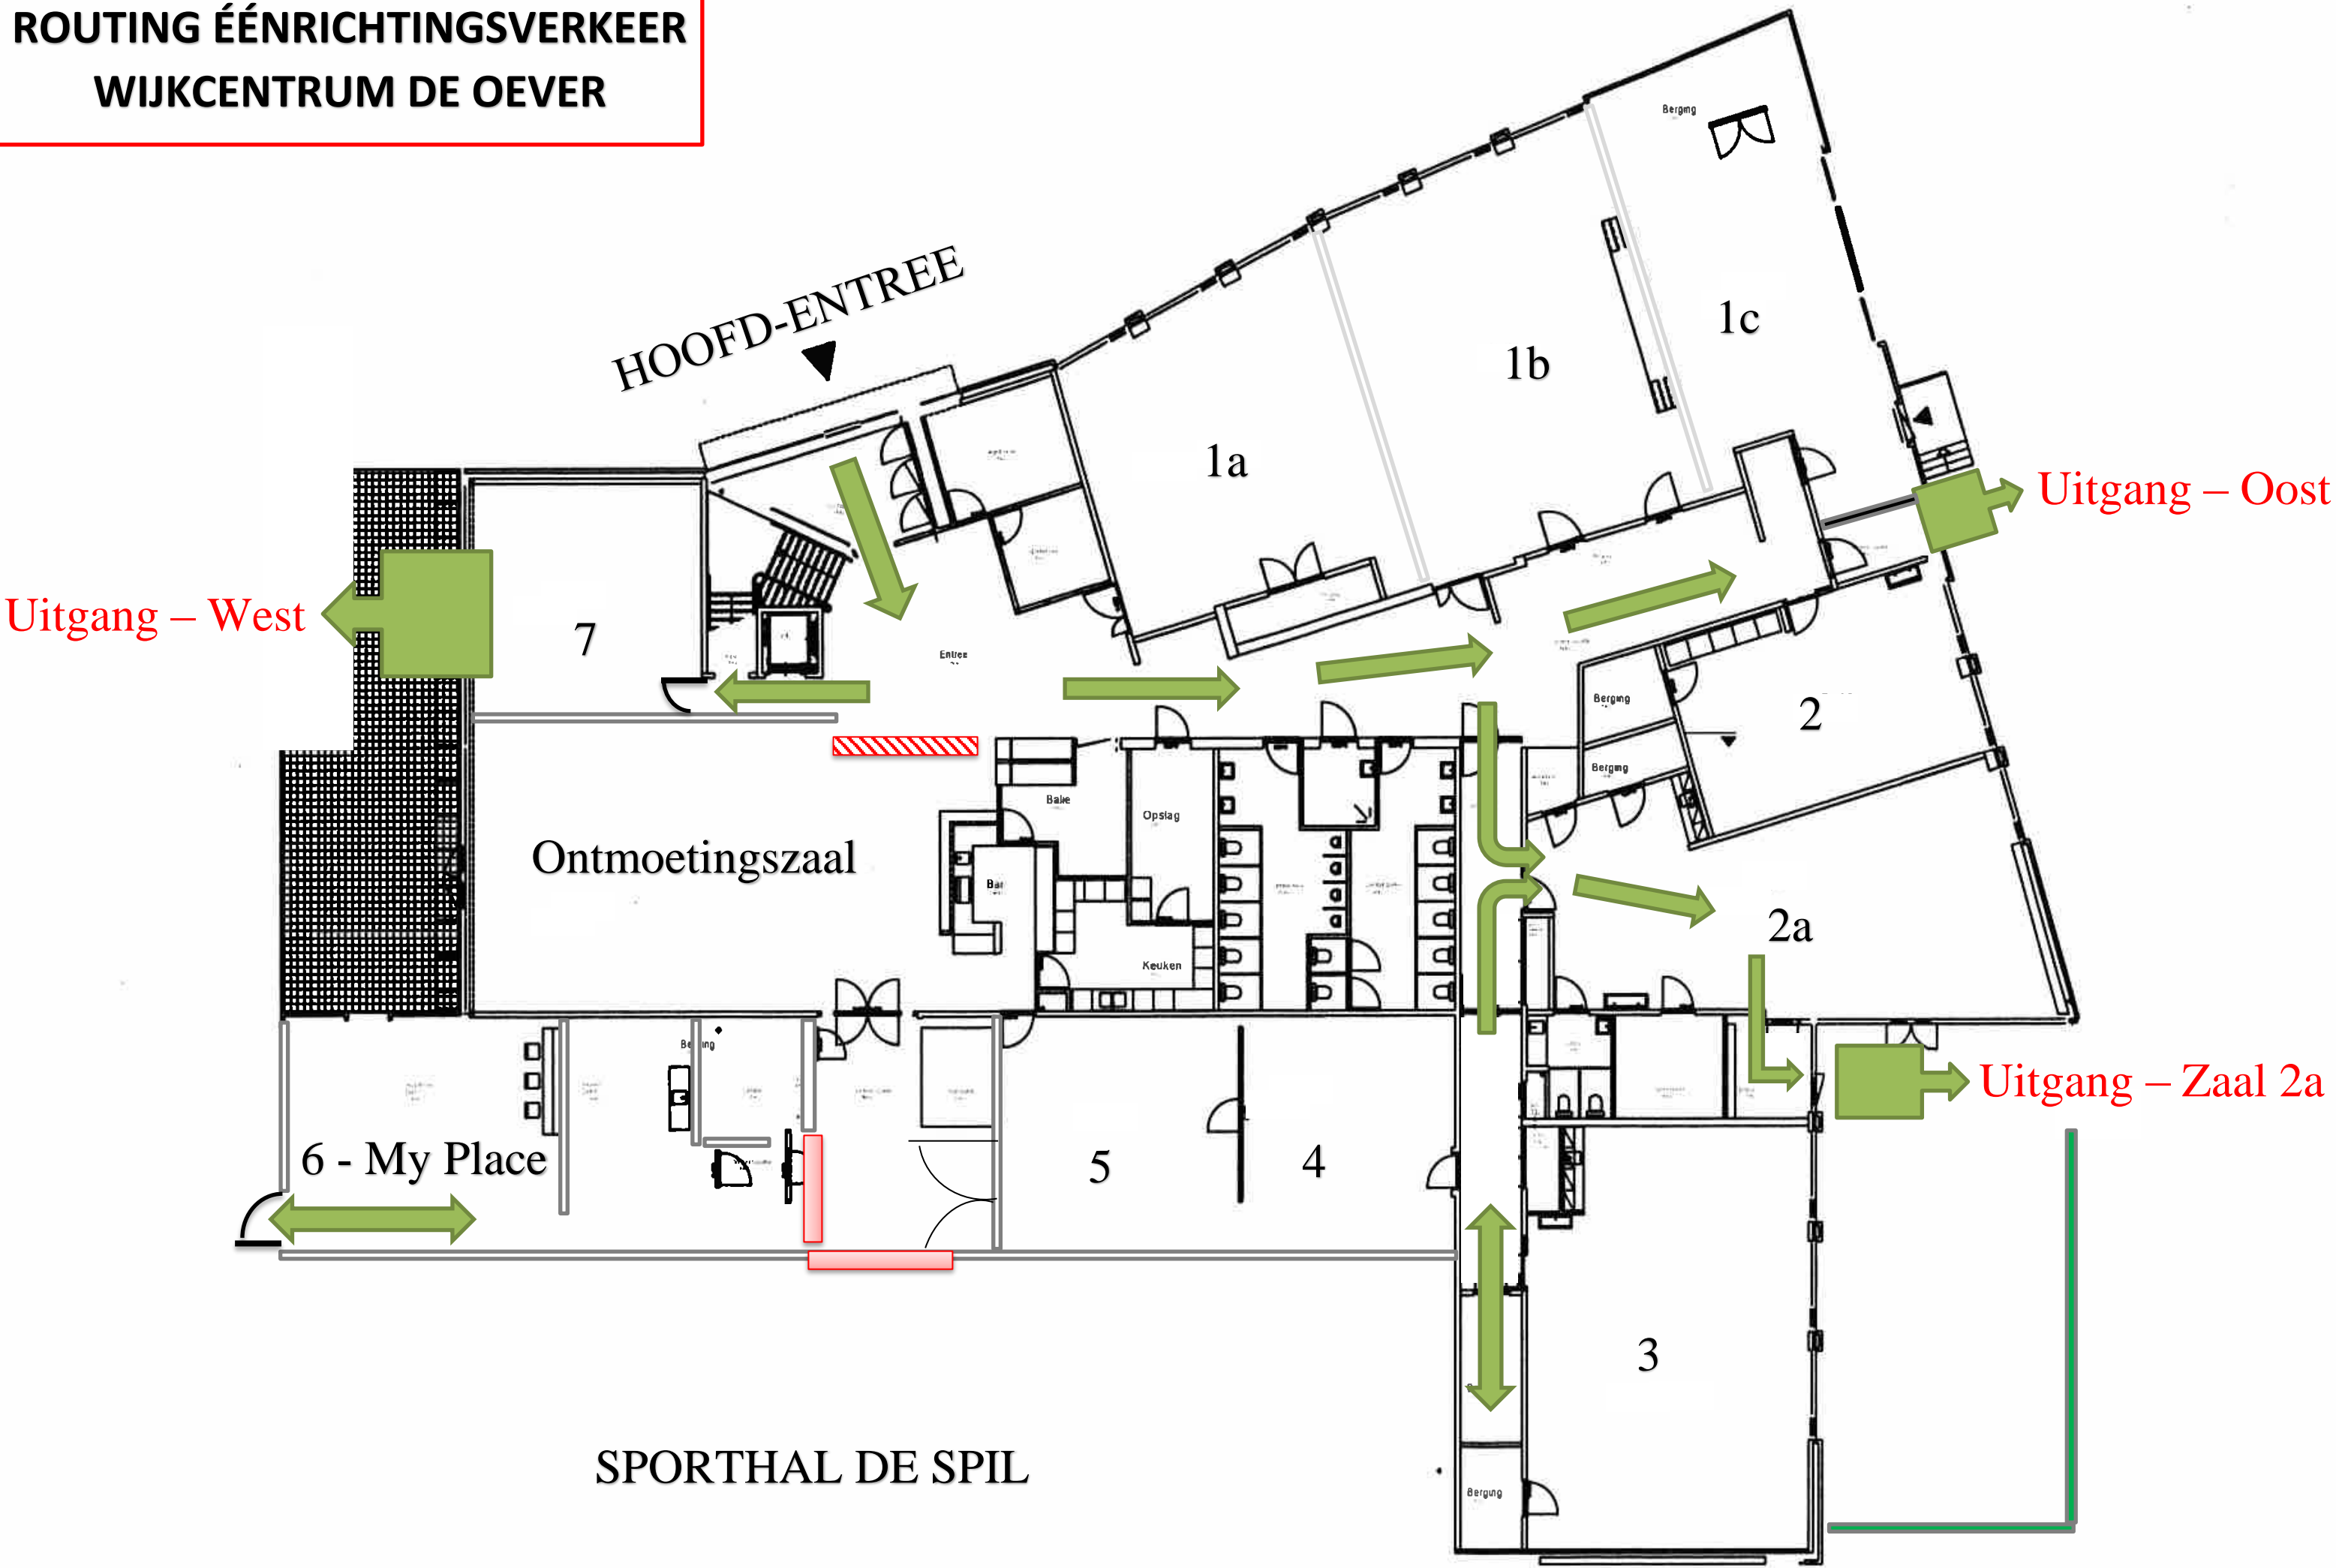 ROUTING ÉÉNRICHTINGSVERKEER
WIJKCENTRUM DE OEVER
Berging
HOOFD-ENTREE
1c
1b
1a
Uitgang – Oost
Uitgang – West
7
Entree
Berging
2
Berging
Balie
Opslag
Ontmoetingszaal
Bar
2a
Keuken
Berging
Uitgang – Zaal 2a
6 - My Place
5
4
3
SPORTHAL DE SPIL
Berging